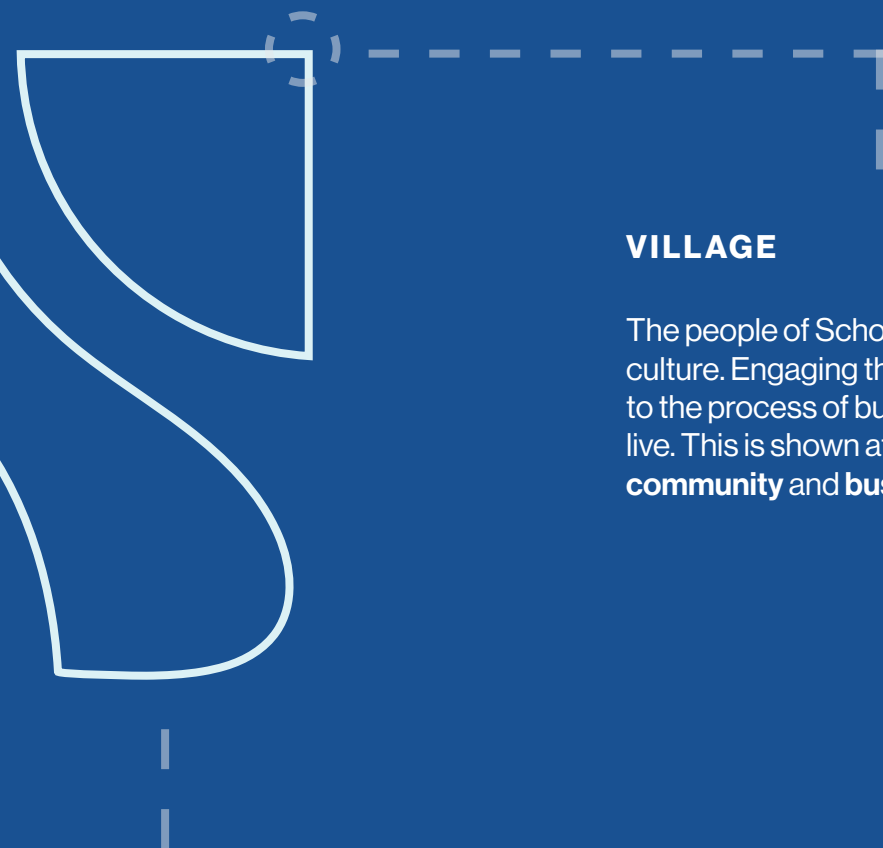 VILLAGE
The people of Scho
culture. Engaging th
to the process of bu
live. This is shown a
community and bus